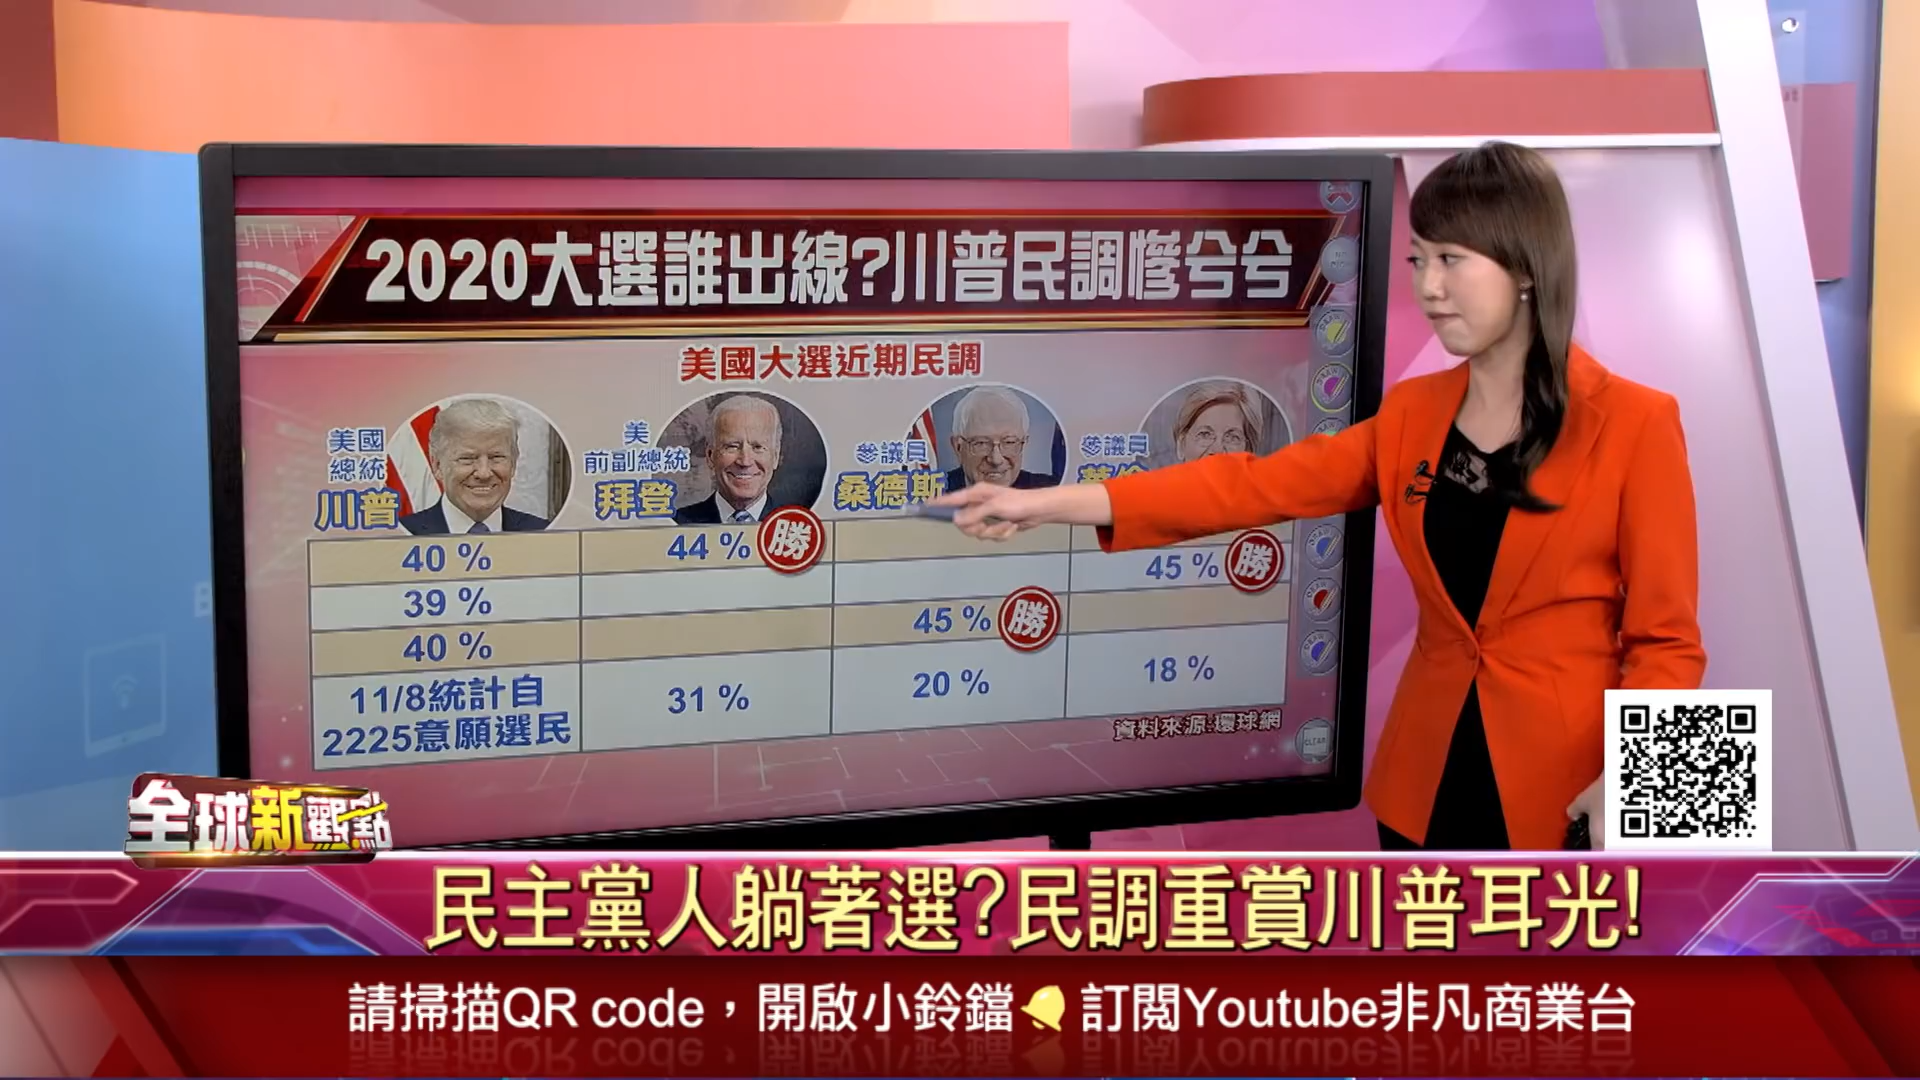 2020大選誰出線?川普民調慘兮兮
美國大選近期民調
美國
總統
川普
美
前副總統
拜登
參議員
桑德斯
參議員
40 %
44 %
勝
39 %
45 %
勝
40 %
45 %
勝
11/8統計自
2225意願選民
31 %
20 %
18 %
資料來源:環球網
CLEAR
全球新觀點
民主黨人躺著選?民調重賞川普耳光!
請掃描QR code，開啟小鈴鐺🔔訂閱Youtube非凡商業台